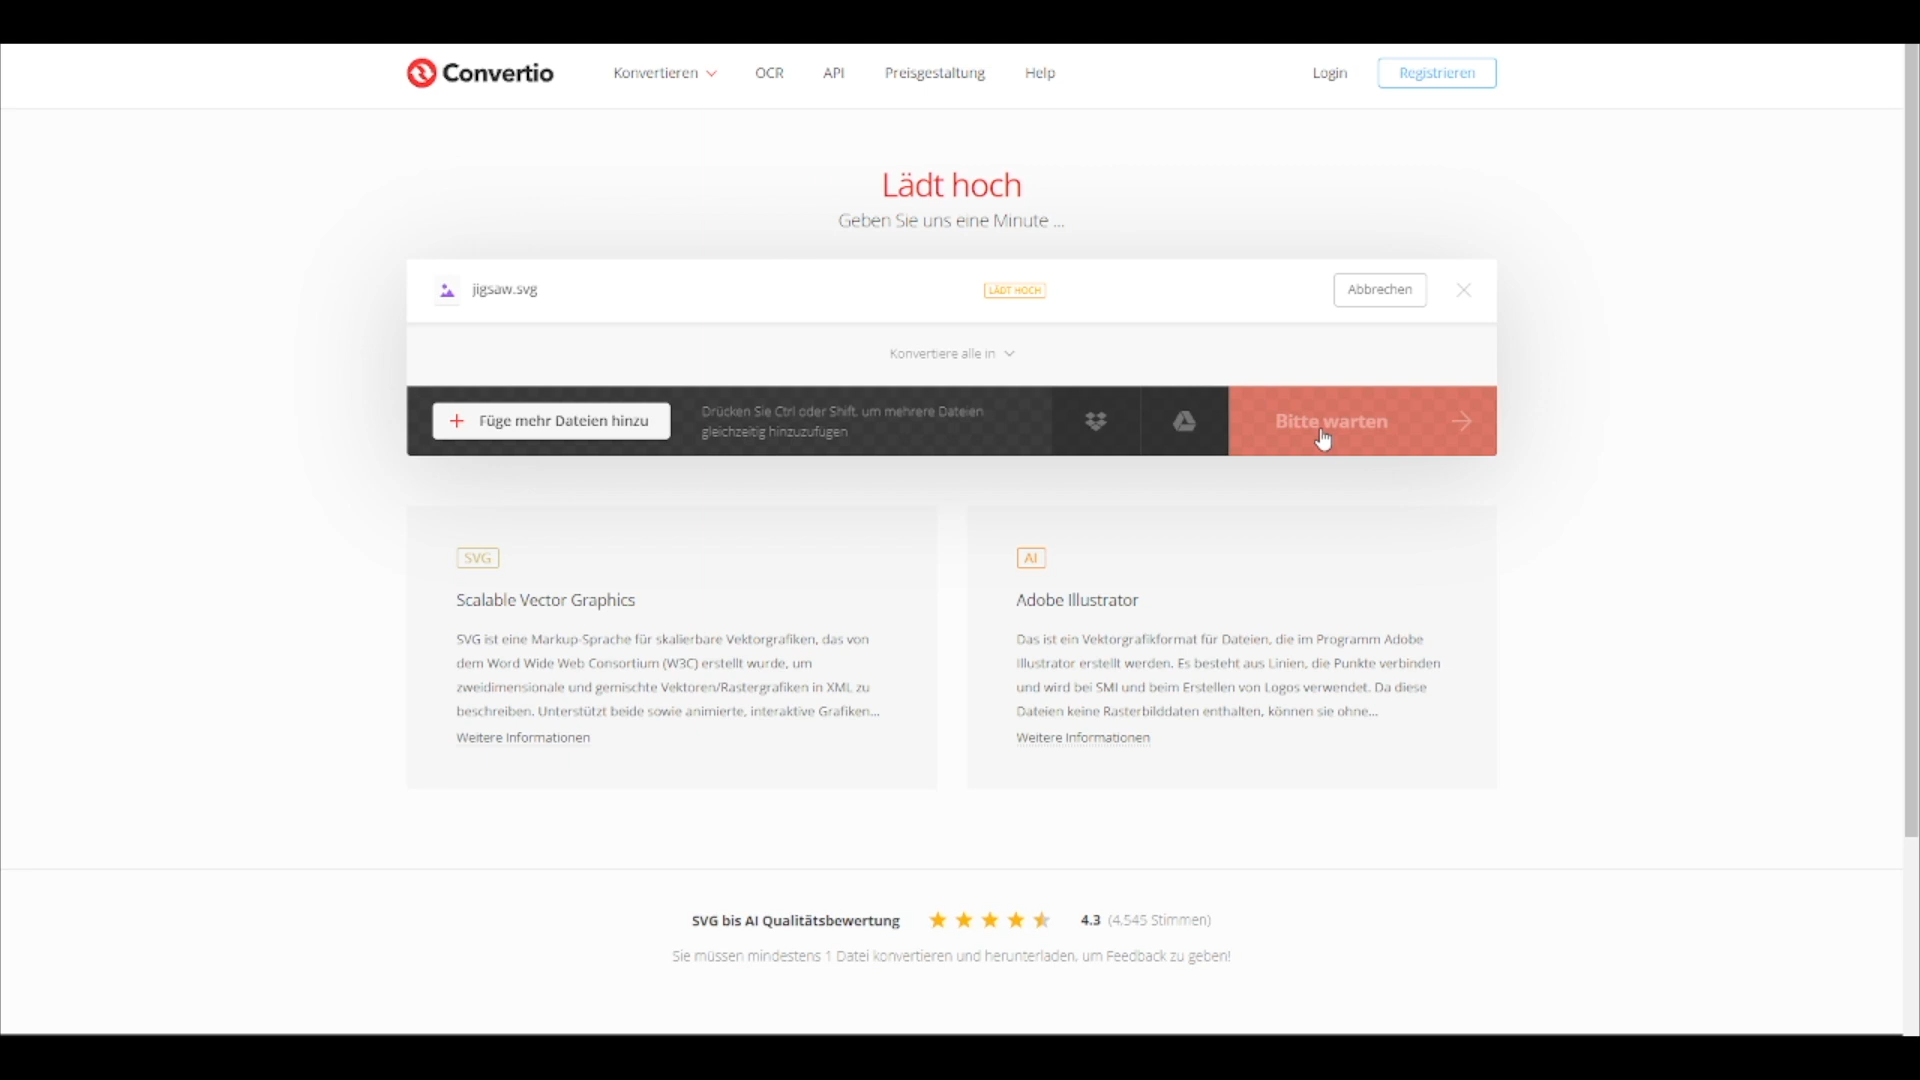 Convertio
Konvertieren OCR API Preisgestaltung Help Login Registrieren
Lädt hoch
Geben Sie uns eine Minute ...
jigsaw.svg LÄDT HOCH Abbrechen
Konvertiere alle in
Füge mehr Dateien hinzu
Drücken Sie Ctrl oder Shift, um mehrere Dateien
gleichzeitig hinzuzufügen
Bitte warten
SVG
Scalable Vector Graphics
SVG ist eine Markup-Sprache für skalierbare Vektorgrafiken, das von
dem Word Wide Web Consortium (W3C) erstellt wurde, um
zweidimensionale und gemischte Vektoren/Rastergrafiken in XML zu
beschreiben. Unterstützt beide sowie animierte, interaktive Grafiken...
Weitere Informationen
AI
Adobe Illustrator
Das ist ein Vektorgrafikformat für Dateien, die im Programm Adobe
Illustrator erstellt werden. Es besteht aus Linien, die Punkte verbinden
und wird bei SMI und beim Erstellen von Logos verwendet. Da diese
Dateien keine Rasterbilddaten enthalten, können sie ohne...
Weitere Informationen
SVG bis AI Qualitätsbewertung 4.3 (4,545 Stimmen)
Sie müssen mindestens 1 Datei konvertieren und herunterladen, um Feedback zu geben!